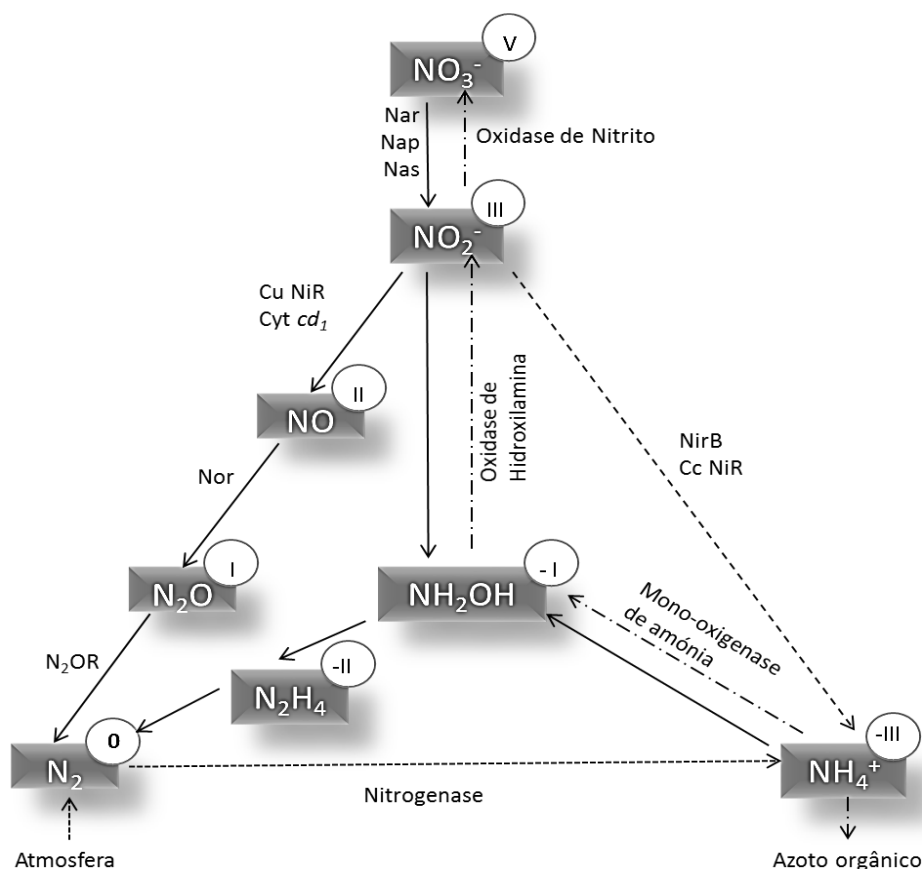 V
NO₃⁻
Nar
Nap
Nas
Oxidase de Nitrito
III
NO₂⁻
Cu NiR
Cyt cd₁
II
NO
Oxidase de
Hidroxilamina
NirB
Cc NiR
Nor
I
N₂O
- I
NH₂OH
Mono-oxigenase
de amónia
N₂OR
-II
N₂H₄
0
N₂
-III
NH₄⁺
Nitrogenase
Atmosfera
Azoto orgânico